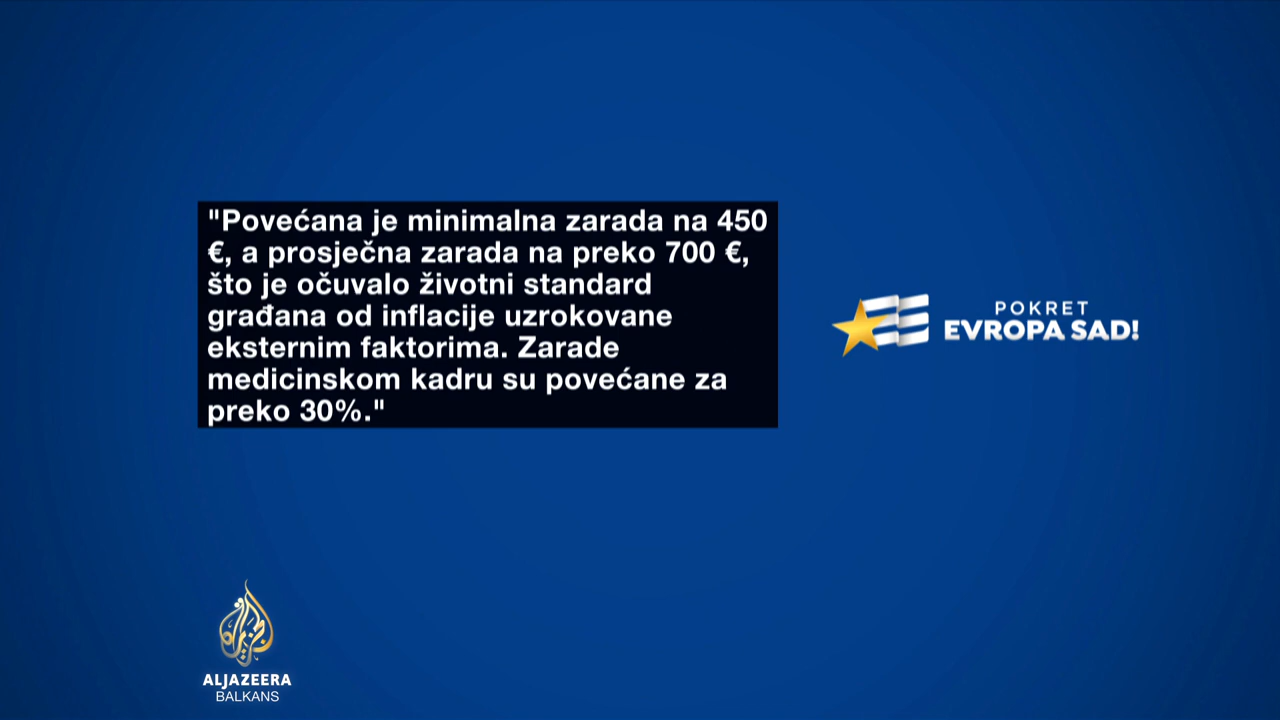 "Povećana je minimalna zarada na 450
€, a prosječna zarada na preko 700 €,
što je očuvalo životni standard
građana od inflacije uzrokovane
eksternim faktorima. Zarade
medicinskom kadru su povećane za
preko 30%."
POKRET
EVROPA SAD!
ALJAZEERA
BALKANS